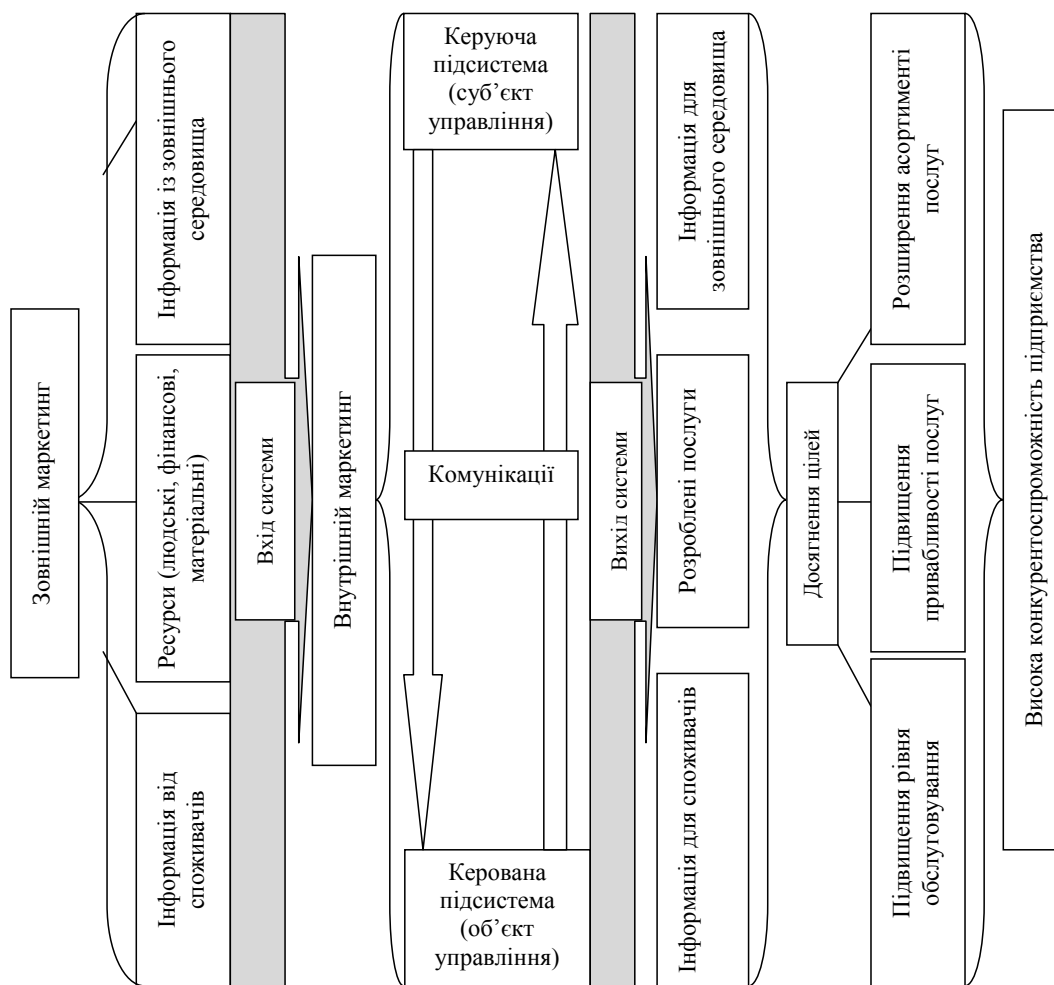 Зовнішній маркетинг
Інформація від
споживачів
Ресурси (людські, фінансові,
матеріальні)
Інформація із зовнішнього
середовища
Вхід системи
Внутрішній маркетинг
Керуюча
підсистема
(суб’єкт
управління)
Комунікації
Керована
підсистема
(об’єкт
управління)
Вихід системи
Інформація для споживачів
Розроблені послуги
Інформація для
зовнішнього середовища
Досягнення цілей
Підвищення рівня
обслуговування
Підвищення
привабливості послуг
Розширення асортименті
послуг
Висока конкурентоспроможність підприємства